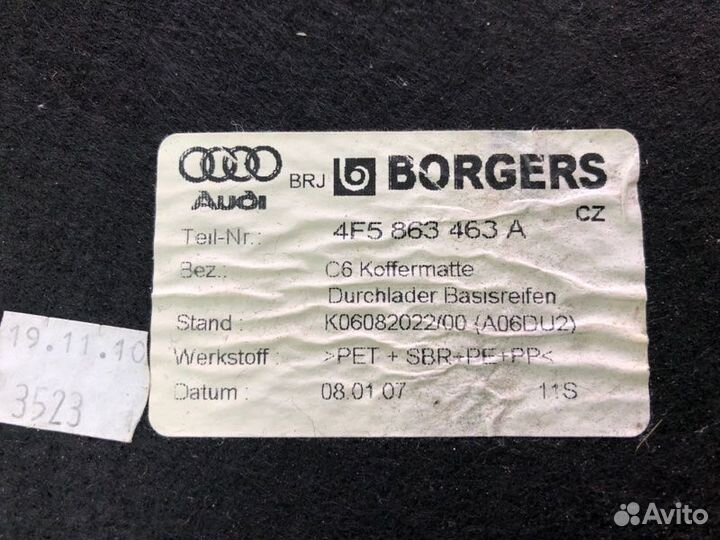 Audi BRJ BORGERS
CZ
Teil-Nr.: 4F5 863 463 A
Bez.: C6 Koffermatte
Durchlader Basisreifen
Stand : K06082022/00 (A06DU2)
Werkstoff : >PET + SBR+PE+PP<
Datum : 08.01.07 11S
19.11.10
3523
Avito